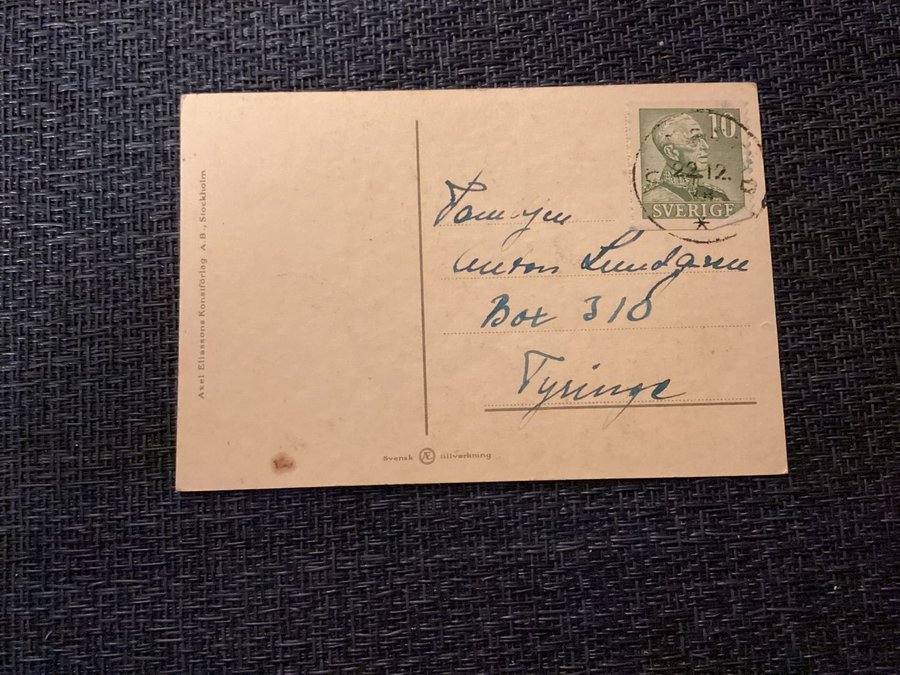 Axel Eliassons Konstförlag A.B., Stockholm
10
22.12.
SVERIGE
Familjen
Anton Lundgren
Box 310
Tyringe
Svensk Æ tillverkning